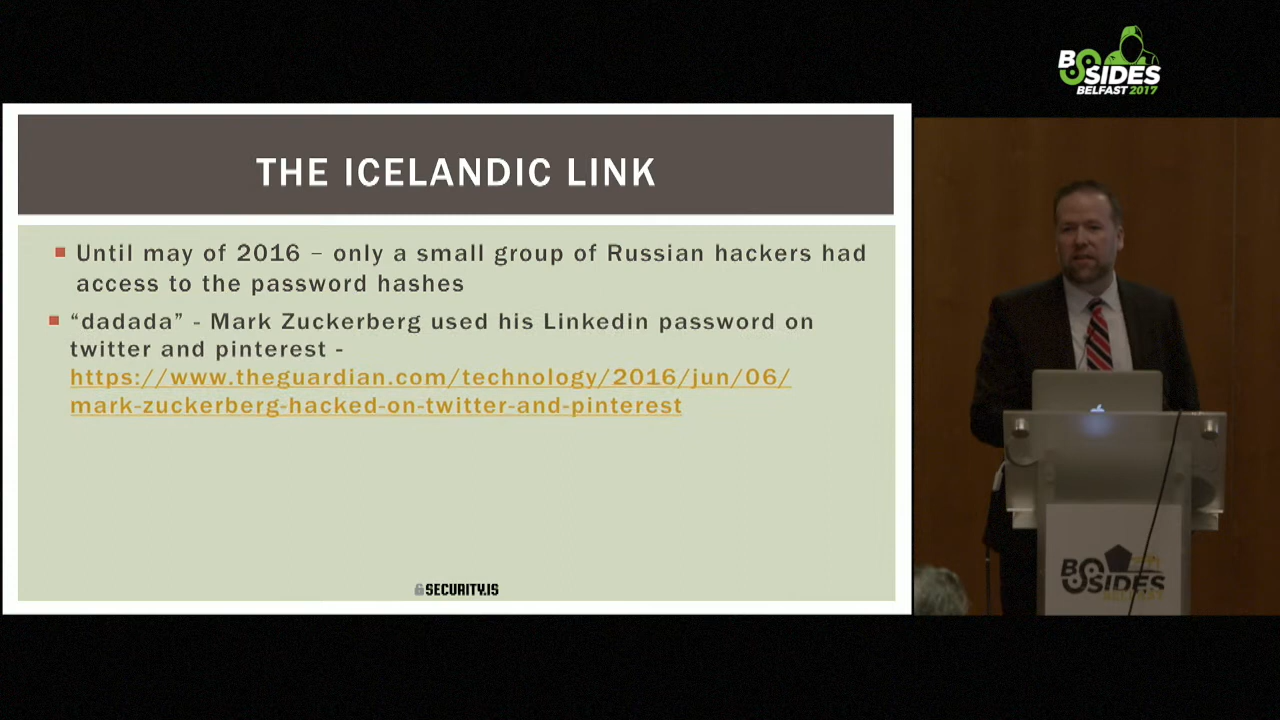 BSIDES
BELFAST 2017
THE ICELANDIC LINK
Until may of 2016 – only a small group of Russian hackers had
access to the password hashes
“dadada” - Mark Zuckerberg used his Linkedin password on
twitter and pinterest -
https://www.theguardian.com/technology/2016/jun/06/
mark-zuckerberg-hacked-on-twitter-and-pinterest
SECURITY.IS
BSIDES
BELFAST